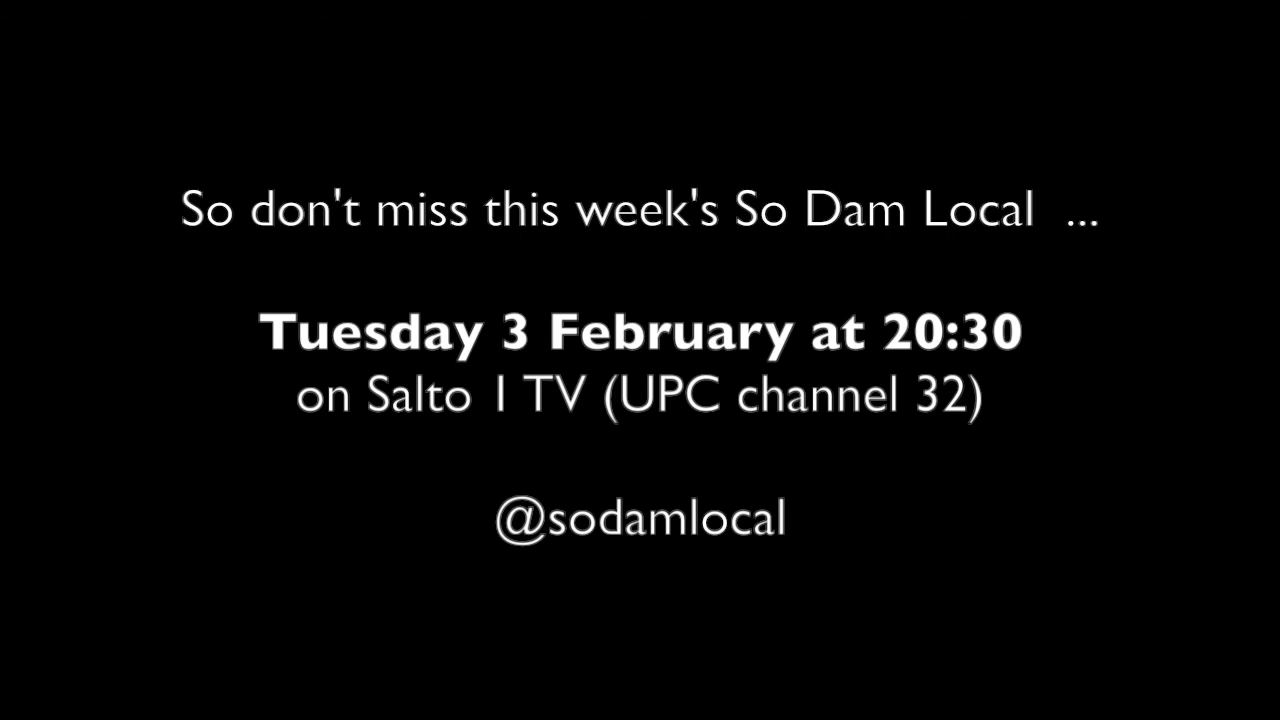 So don't miss this week's So Dam Local ...
Tuesday 3 February at 20:30
on Salto 1 TV (UPC channel 32)
@sodamlocal